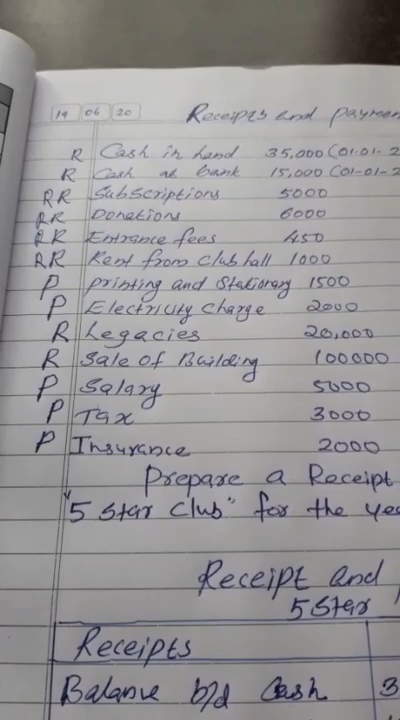 19 06 20
Receipts and paymen
R Cash in hand 35,000 (01-01-2
R Cash at bank 15,000 (01-01-2
RR Subscriptions 5000
RR Donations 6000
RR Entrance fees 450
RR Rent from Club hall 1000
P printing and Stationary 1500
P Electricity charge 2000
R Legacies 20,000
R Sale of Building 100000
P Salary 5000
P Tax 3000
P Insurance 2000
Prepare a Receipt
"5 Star Club" for the yea
Receipt and
5 Star
Receipts
Balance b/d Cash 3